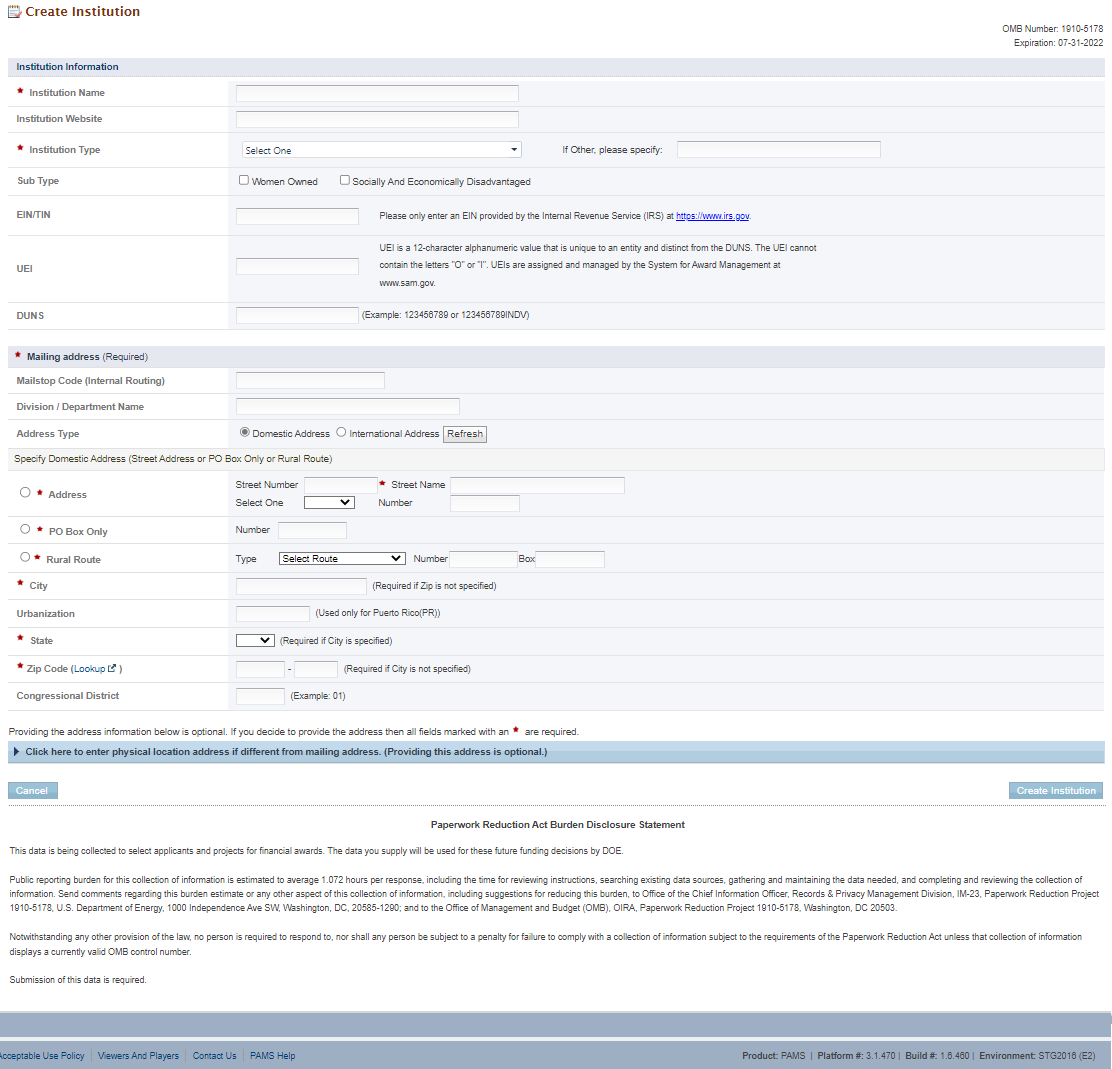 Create Institution
OMB Number: 1910-5178
Expiration: 07-31-2022
Institution Information
* Institution Name
Institution Website
* Institution Type Select One If Other, please specify:
Sub Type Women Owned Socially And Economically Disadvantaged
EIN/TIN Please only enter an EIN provided by the Internal Revenue Service (IRS) at https://www.irs.gov.
UEI is a 12-character alphanumeric value that is unique to an entity and distinct from the DUNS. The UEI cannot
UEI contain the letters "O" or "I". UEIs are assigned and managed by the System for Award Management at
www.sam.gov.
DUNS (Example: 123456789 or 123456789INDV)
* Mailing address (Required)
Mailstop Code (Internal Routing)
Division / Department Name
Address Type Domestic Address International Address Refresh
Specify Domestic Address (Street Address or PO Box Only or Rural Route)
* Address Street Number * Street Name
Select One Number
* PO Box Only Number
* Rural Route Type Select Route Number Box
* City (Required if Zip is not specified)
Urbanization (Used only for Puerto Rico(PR))
* State (Required if City is specified)
* Zip Code (Lookup ) - (Required if City is not specified)
Congressional District (Example: 01)
Providing the address information below is optional. If you decide to provide the address then all fields marked with an * are required.
Click here to enter physical location address if different from mailing address. (Providing this address is optional.)
Cancel Create Institution
Paperwork Reduction Act Burden Disclosure Statement
This data is being collected to select applicants and projects for financial awards. The data you supply will be used for these future funding decisions by DOE.
Public reporting burden for this collection of information is estimated to average 1.072 hours per response, including the time for reviewing instructions, searching existing data sources, gathering and maintaining the data needed, and completing and reviewing the collection of
information. Send comments regarding this burden estimate or any other aspect of this collection of information, including suggestions for reducing this burden, to Office of the Chief Information Officer, Records & Privacy Management Division, IM-23, Paperwork Reduction Project
1910-5178, U.S. Department of Energy, 1000 Independence Ave SW, Washington, DC, 20585-1290; and to the Office of Management and Budget (OMB), OIRA, Paperwork Reduction Project 1910-5178, Washington, DC 20503.
Notwithstanding any other provision of the law, no person is required to respond to, nor shall any person be subject to a penalty for failure to comply with a collection of information subject to the requirements of the Paperwork Reduction Act unless that collection of information
displays a currently valid OMB control number.
Submission of this data is required.
Acceptable Use Policy | Viewers And Players | Contact Us | PAMS Help Product: PAMS | Platform #: 3.1.470 | Build #: 1.6.460 | Environment: STG2016 (E2)